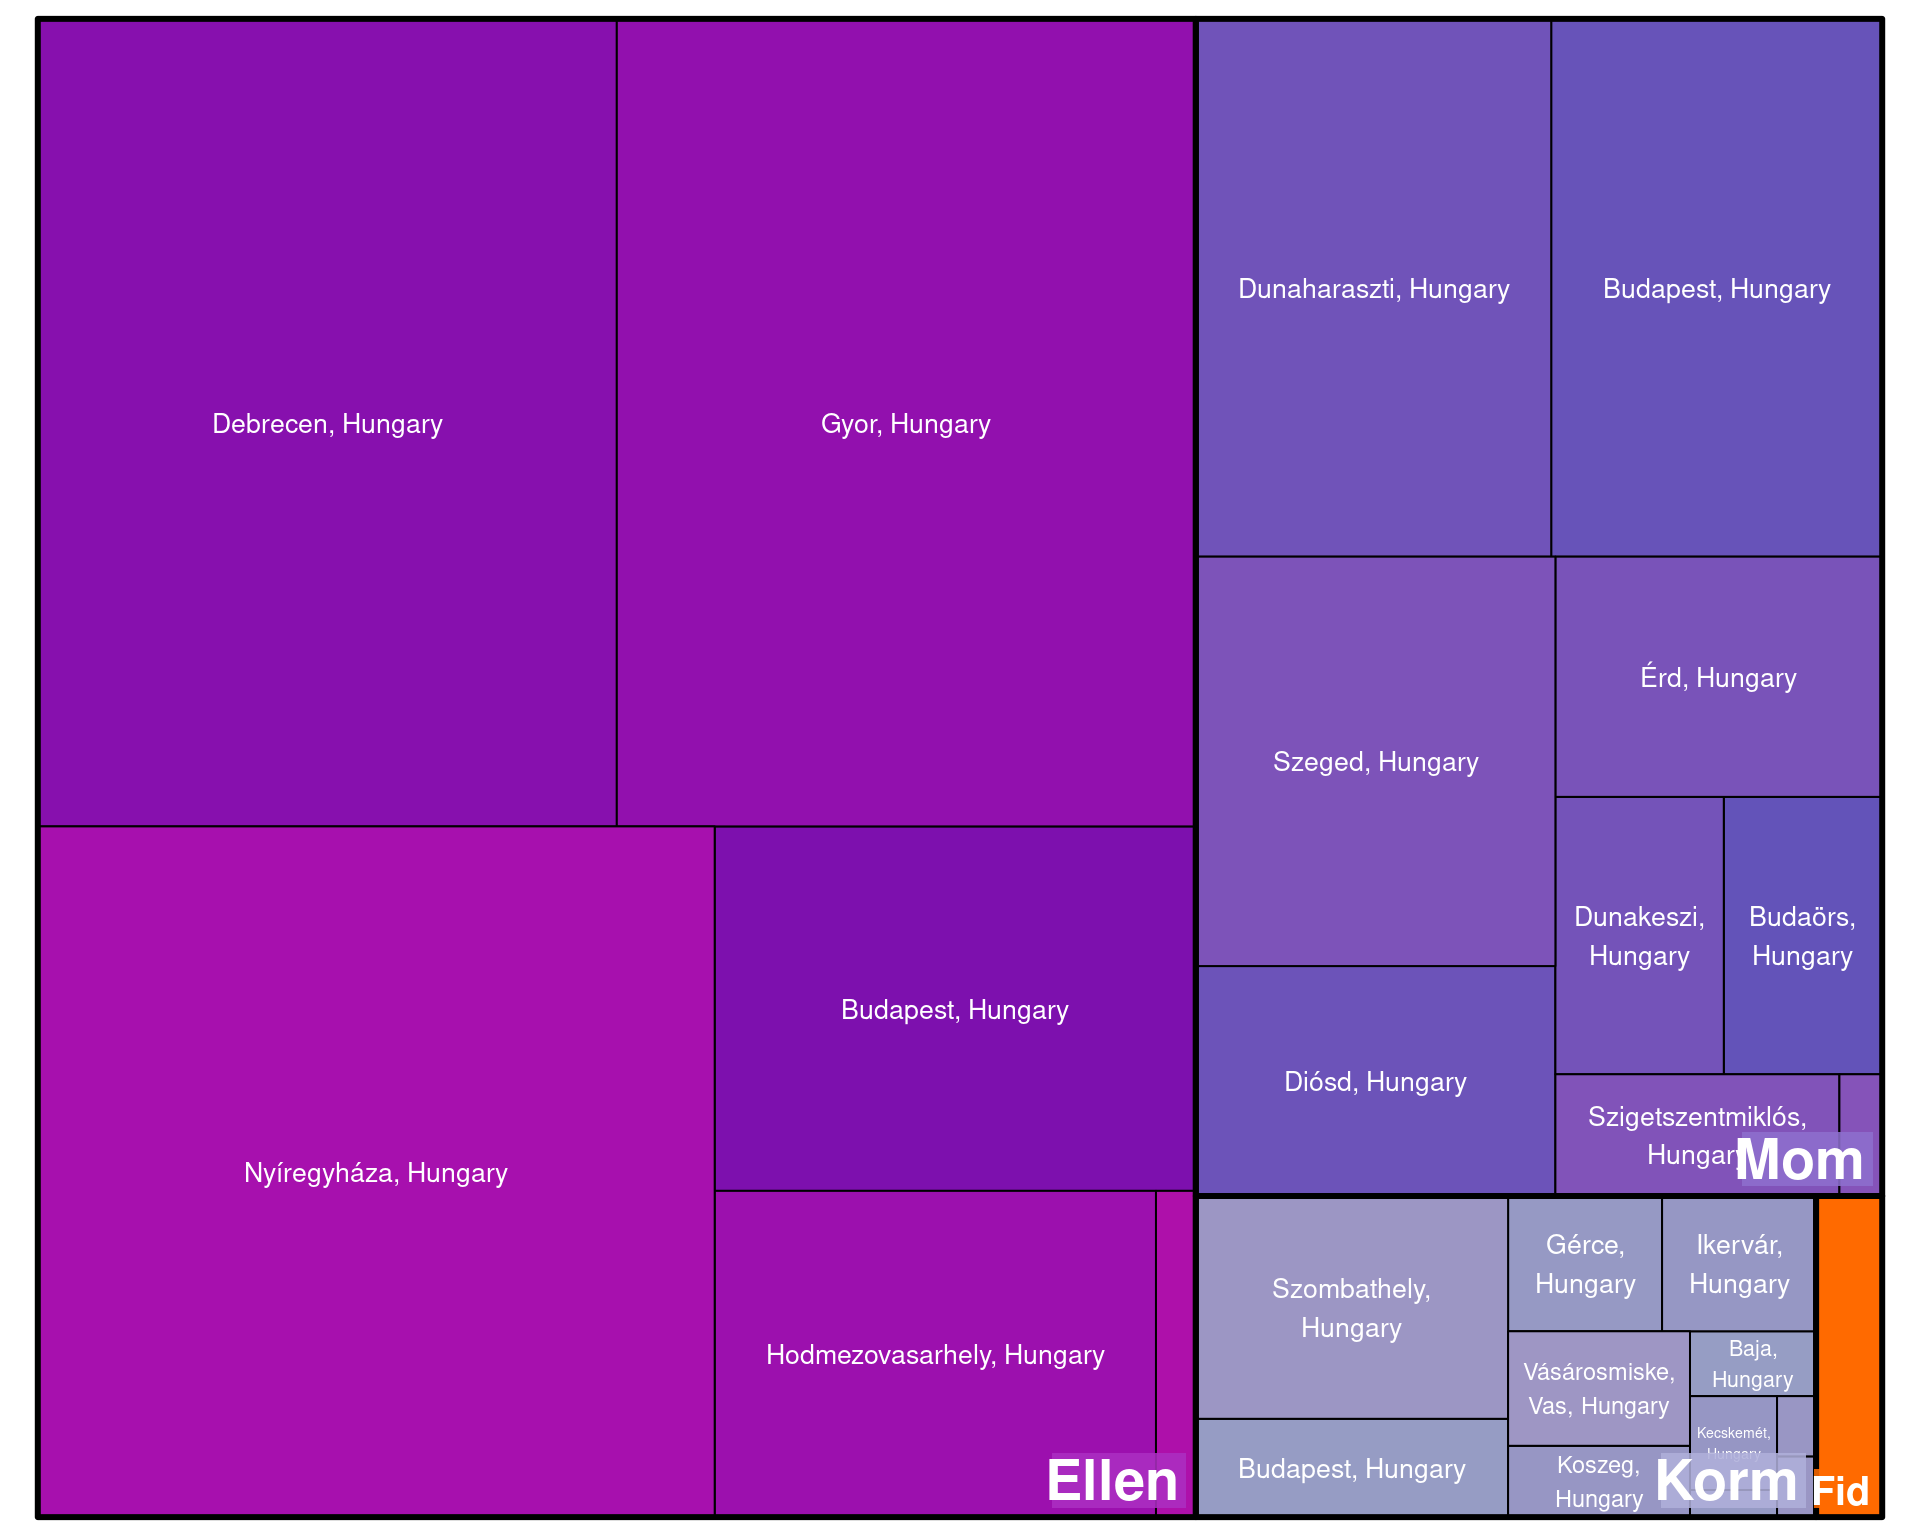 Debrecen, Hungary
Gyor, Hungary
Nyíregyháza, Hungary
Budapest, Hungary
Hodmezovasarhely, Hungary
Ellen
Dunaharaszti, Hungary
Budapest, Hungary
Szeged, Hungary
Érd, Hungary
Dunakeszi,
Hungary
Budaörs,
Hungary
Diósd, Hungary
Szigetszentmiklós,
Hungary
Mom
Szombathely,
Hungary
Budapest, Hungary
Gérce,
Hungary
Ikervár,
Hungary
Vásárosmiske,
Vas, Hungary
Baja,
Hungary
Kecskemét,
Hungary
Koszeg,
Hungary
Korm
Fid